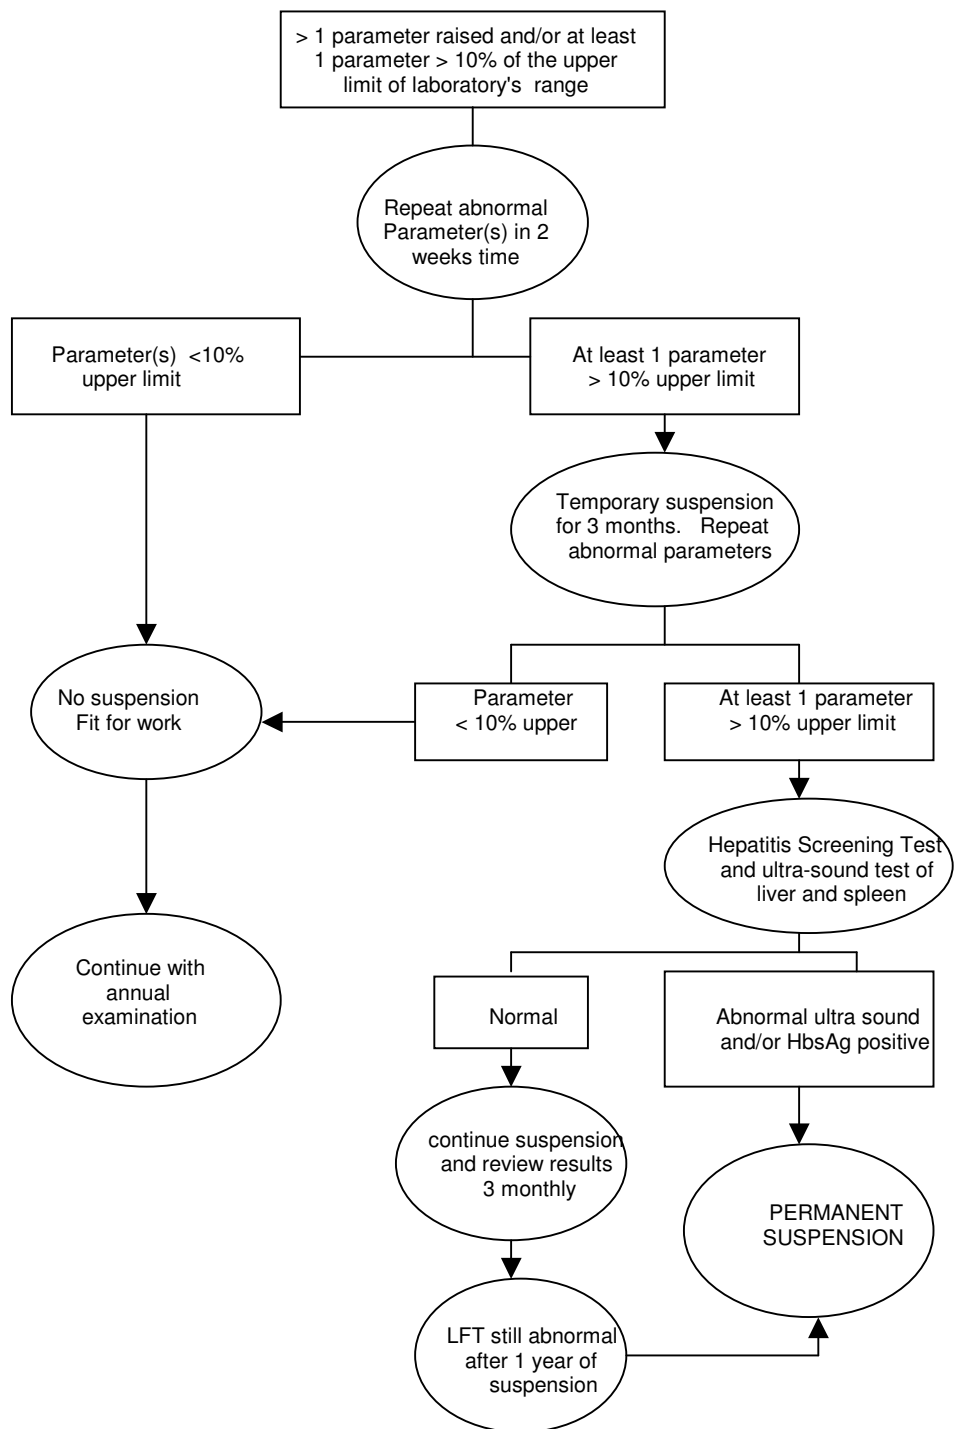 > 1 parameter raised and/or at least
1 parameter > 10% of the upper
limit of laboratory's range
Repeat abnormal
Parameter(s) in 2
weeks time
Parameter(s) <10%
upper limit
At least 1 parameter
> 10% upper limit
Temporary suspension
for 3 months. Repeat
abnormal parameters
No suspension
Fit for work
Parameter
< 10% upper
At least 1 parameter
> 10% upper limit
Hepatitis Screening Test
and ultra-sound test of
liver and spleen
Continue with
annual
examination
Normal
Abnormal ultra sound
and/or HbsAg positive
continue suspension
and review results
3 monthly
PERMANENT
SUSPENSION
LFT still abnormal
after 1 year of
suspension